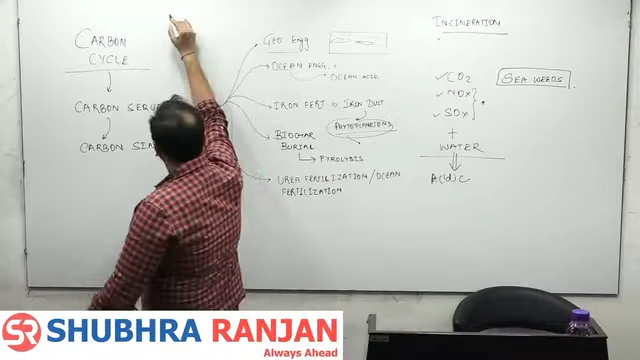 CARBON
CYCLE
CARBON SEQUE
CARBON SIN
GEO Engg
OCEAN ENGG.
OCEAN ACID
IRON FERT = IRON DUST
PHYTOPLANKTONS
BIOCHAR
BURIAL
PYROLYSIS
UREA FERTILIZATION/OCEAN
FERTILIZATION
INCINERATION
✓ CO2
✓ NOx
✓ SOx
+
WATER
Acidic
SEA WEEDS
SR
SHUBHRA RANJAN
Always Ahead